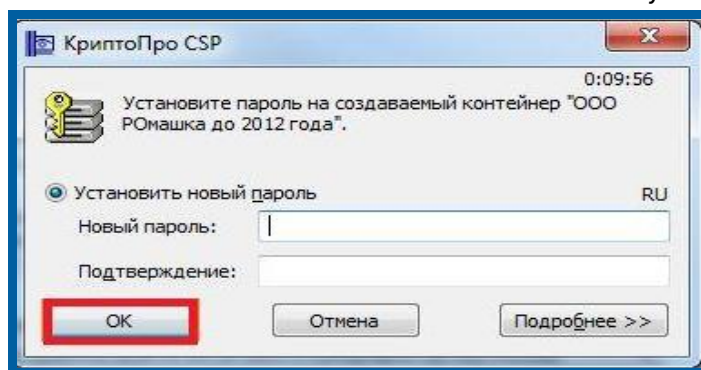 КриптоПро CSP
0:09:56
Установите пароль на создаваемый контейнер "ООО
РОмашка до 2012 года".
Установить новый пароль
RU
Новый пароль:
Подтверждение:
ОК
Отмена
Подробнее >>